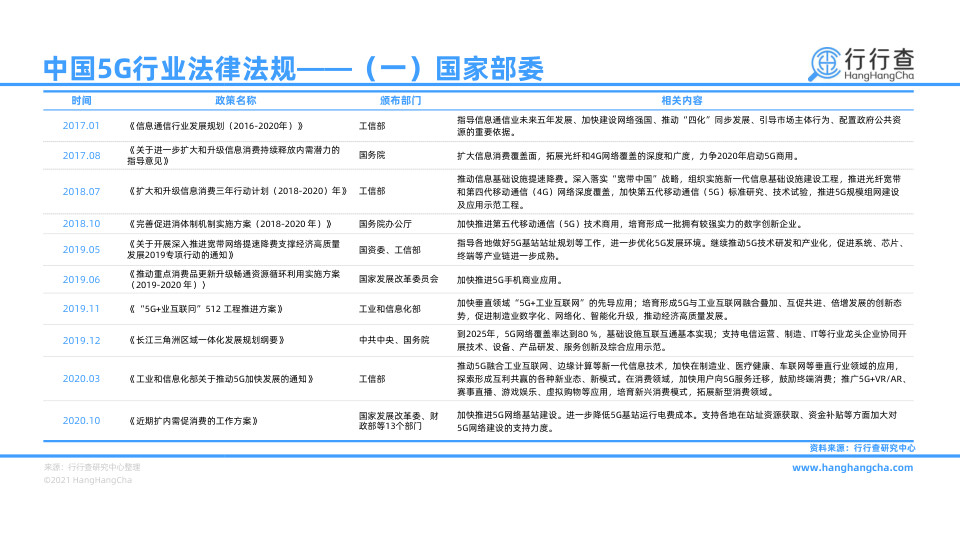 中国5G行业法律法规——（一）国家部委
行行查
HangHangCha
时间 政策名称 颁布部门 相关内容
2017.01 《信息通信行业发展规划（2016-2020年）》 工信部 指导信息通信业未来五年发展、加快建设网络强国、推动“四化”同步发展、引导市场主体行为、配置政府公共资
源的重要依据。
2017.08 《关于进一步扩大和升级信息消费持续释放内需潜力的
指导意见》 国务院 扩大信息消费覆盖面，拓展光纤和4G网络覆盖的深度和广度，力争2020年启动5G商用。
2018.07 《扩大和升级信息消费三年行动计划（2018-2020）年》 工信部 推动信息基础设施提速降费。深入落实“宽带中国”战略，组织实施新一代信息基础设施建设工程，推进光纤宽带
和第四代移动通信（4G）网络深度覆盖，加快第五代移动通信（5G）标准研究、技术试验，推进5G规模组网建设
及应用示范工程。
2018.10 《完善促进消体制机制实施方案（2018-2020 年）》 国务院办公厅 加快推进第五代移动通信（5G）技术商用，培育形成一批拥有较强实力的数字创新企业。
2019.05 《关于开展深入推进宽带网络提速降费支撑经济高质量
发展2019专项行动的通知》 国资委、工信部 指导各地做好5G基站站址规划等工作，进一步优化5G发展环境。继续推动5G技术研发和产业化，促进系统、芯片、
终端等产业链进一步成熟。
2019.06 《推动重点消费品更新升级畅通资源循环利用实施方案
（2019-2020 年）） 国家发展改革委员会 加快推进5G手机商业应用。
2019.11 《 “5G+业互联问”512 工程推进方案》 工业和信息化部 加快垂直领域“5G+工业互联网”的先导应用；培育形成5G与工业互联网融合叠加、互促共进、倍增发展的创新态
势，促进制造业数字化、网络化、智能化升级，推动经济高质量发展。
2019.12 《长江三角洲区域一体化发展规划纲要》 中共中央、国务院 到2025年，5G网络覆盖率达到80％，基础设施互联互通基本实现；支持电信运营、制造、IT等行业龙头企业协同开
展技术、设备、产品研发、服务创新及综合应用示范。
2020.03 《工业和信息化部关于推动5G加快发展的通知》 工信部 推动5G融合工业互联网、边缘计算等新一代信息技术，加快在制造业、医疗健康、车联网等垂直行业领域的应用，
探索形成互利共赢的各种新业态、新模式。在消费领域，加快用户向5G服务迁移，鼓励终端消费；推广5G+VR/AR、
赛事直播、游戏娱乐、虚拟购物等应用，培育新兴消费模式，拓展新型消费领域。
2020.10 《近期扩内需促消费的工作方案》 国家发展改革委、财
政部等13个部门 加快推进5G网络基站建设。进一步降低5G基站运行电费成本。支持各地在站址资源获取、资金补贴等方面加大对
5G网络建设的支持力度。
资料来源：行行查研究中心
来源：行行查研究中心整理
©2021 HangHangCha
www.hanghangcha.com